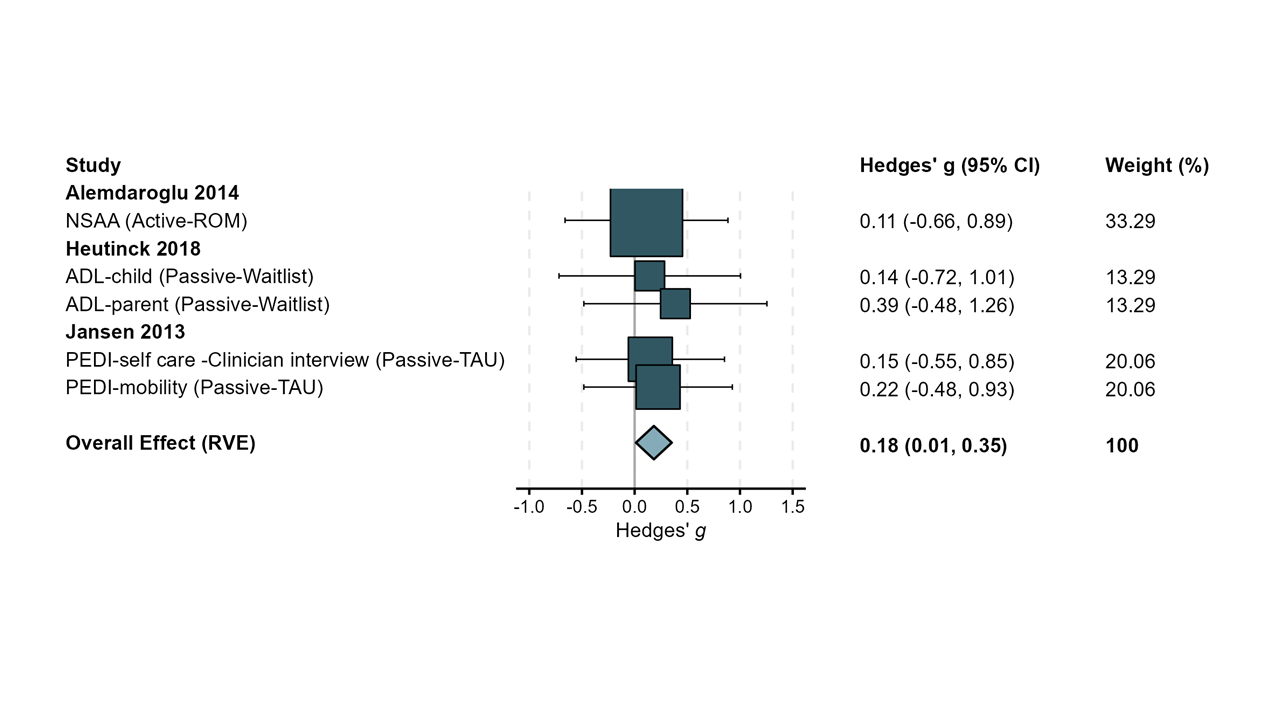 Study Hedges' g (95% CI) Weight (%)
Alemdaroglu 2014
NSAA (Active-ROM) 0.11 (-0.66, 0.89) 33.29
Heutinck 2018
ADL-child (Passive-Waitlist) 0.14 (-0.72, 1.01) 13.29
ADL-parent (Passive-Waitlist) 0.39 (-0.48, 1.26) 13.29
Jansen 2013
PEDI-self care -Clinician interview (Passive-TAU) 0.15 (-0.55, 0.85) 20.06
PEDI-mobility (Passive-TAU) 0.22 (-0.48, 0.93) 20.06
Overall Effect (RVE) 0.18 (0.01, 0.35) 100
-1.0 -0.5 0.0 0.5 1.0 1.5
Hedges' g